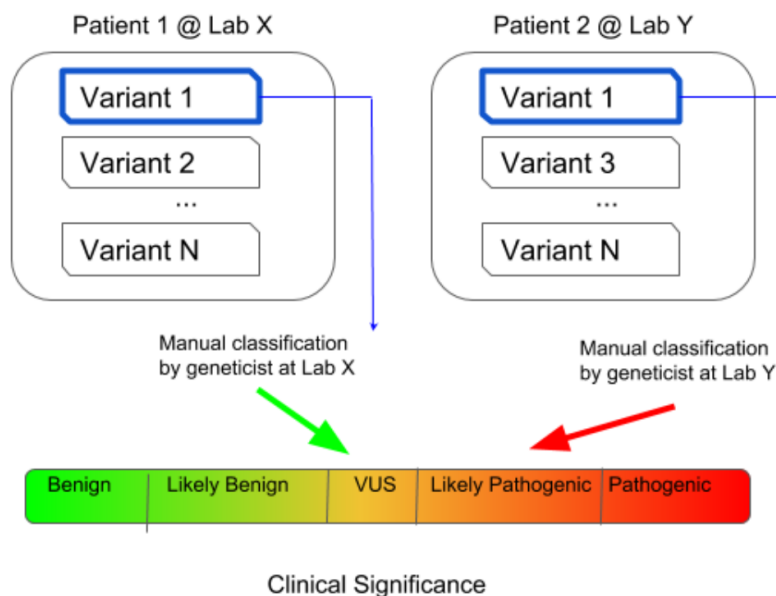 Patient 1 @ Lab X
Variant 1
Variant 2
...
Variant N
Patient 2 @ Lab Y
Variant 1
Variant 3
...
Variant N
Manual classification
by geneticist at Lab X
Manual classification
by geneticist at Lab Y
Benign
Likely Benign
VUS
Likely Pathogenic
Pathogenic
Clinical Significance